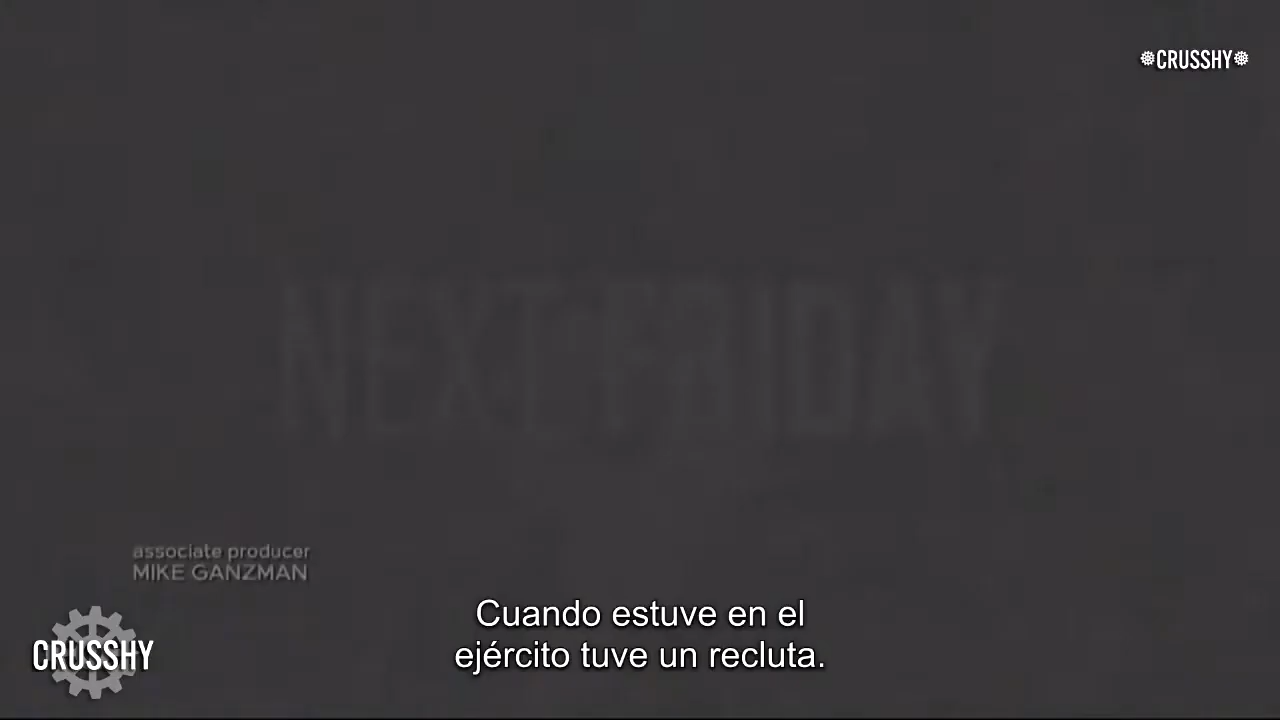 ❁CRUSSHY❁
NEXT FRIDAY
associate producer
MIKE GANZMAN
CRUSSHY
Cuando estuve en el
ejército tuve un recluta.